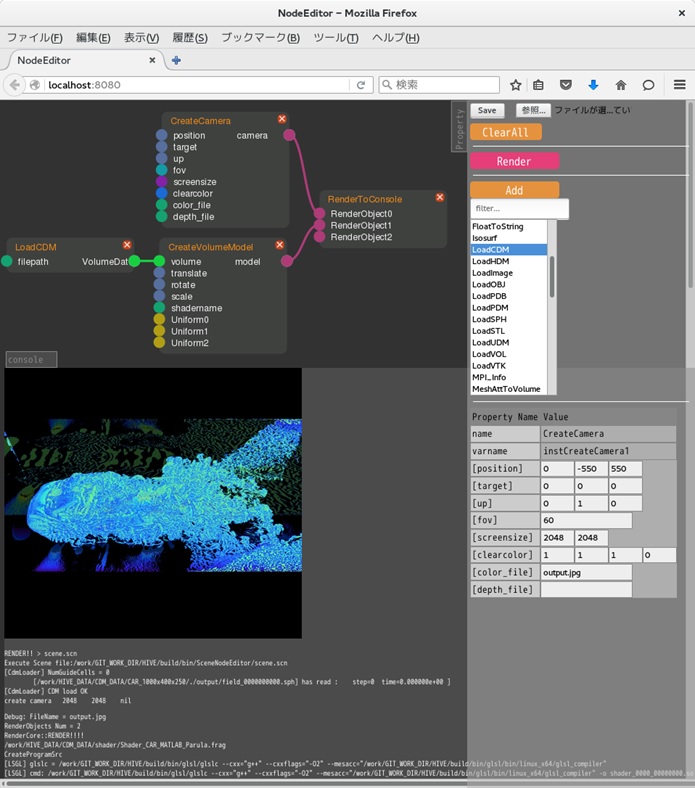 NodeEditor – Mozilla Firefox
ファイル(F) 編集(E) 表示(V) 履歴(S) ブックマーク(B) ツール(T) ヘルプ(H)
NodeEditor
localhost:8080
検索
Property
Save 参照... ファイルが選...てい
ClearAll
Render
Add
filter...
FloatToString
Isosurf
LoadCDM
LoadHDM
LoadImage
LoadOBJ
LoadPDB
LoadPDM
LoadSPH
LoadSTL
LoadUDM
LoadVOL
LoadVTK
MPI_Info
MeshAttToVolume
CreateCamera
position camera
target
up
fov
screensize
clearcolor
color_file
depth_file
RenderToConsole
RenderObject0
RenderObject1
RenderObject2
LoadCDM
filepath VolumeDat
CreateVolumeModel
volume model
translate
rotate
scale
shadername
Uniform0
Uniform1
Uniform2
console
Property Name Value
name CreateCamera
varname instCreateCamera1
[position] 0 -550 550
[target] 0 0 0
[up] 0 1 0
[fov] 60
[screensize] 2048 2048
[clearcolor] 1 1 1 0
[color_file] output.jpg
[depth_file]
RENDER!! > scene.scn
Execute Scene file:/work/GIT_WORK_DIR/HIVE/build/bin/SceneNodeEditor/scene.scn
[CdmLoader] NumGuideCells = 0
[/work/HIVE_DATA/CDM_DATA/CAR_1000x400x250/./output/field_0000000000.sph] has read : step=0 time=0.000000e+00 ]
[CdmLoader] CDM load OK
create camera 2048 2048 nil
Debug: FileName = output.jpg
RenderObjects Num = 2
RenderCore::RENDER!!!!
/work/HIVE_DATA/CDM_DATA/shader/Shader_CAR_MATLAB_Parula.frag
CreateProgramSrc
[LSGL] glslc = /work/GIT_WORK_DIR/HIVE/build/bin/glsl/glslc --cxx="g++" --cxxflags="-O2" --mesacc="/work/GIT_WORK_DIR/HIVE/build/bin/glsl/bin/linux_x64/glsl_compiler"
[LSGL] cmd: /work/GIT_WORK_DIR/HIVE/build/bin/glsl/glslc --cxx="g++" --cxxflags="-O2" --mesacc="/work/GIT_WORK_DIR/HIVE/build/bin/glsl/bin/linux_x64/glsl_compiler" -o